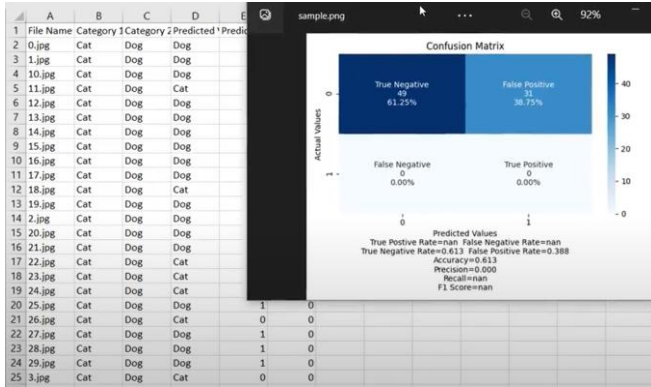 A B C D E
1 File Name Category 1 Category 2 Predicted Predic
2 0.jpg Cat Dog Dog
3 1.jpg Cat Dog Dog
4 10.jpg Cat Dog Dog
5 11.jpg Cat Dog Cat
6 12.jpg Cat Dog Dog
7 13.jpg Cat Dog Dog
8 14.jpg Cat Dog Dog
9 15.jpg Cat Dog Dog
10 16.jpg Cat Dog Dog
11 17.jpg Cat Dog Dog
12 18.jpg Cat Dog Cat
13 19.jpg Cat Dog Dog
14 2.jpg Cat Dog Dog
15 20.jpg Cat Dog Dog
16 21.jpg Cat Dog Dog
17 22.jpg Cat Dog Cat
18 23.jpg Cat Dog Cat
19 24.jpg Cat Dog Cat
20 25.jpg Cat Dog Dog 1 0
21 26.jpg Cat Dog Cat 0 0
22 27.jpg Cat Dog Dog 1 0
23 28.jpg Cat Dog Dog 1 0
24 29.jpg Cat Dog Dog 1 0
25 3.jpg Cat Dog Cat 0 0
sample.png ... 92%
Confusion Matrix
Actual Values
0
1
True Negative
49
61.25%
False Positive
31
38.75%
False Negative
0
0.00%
True Positive
0
0.00%
40
30
20
10
0
0 1
Predicted Values
True Postive Rate=nan False Negative Rate=nan
True Negative Rate=0.613 False Positive Rate=0.388
Accuracy=0.613
Precision=0.000
Recall=nan
F1 Score=nan